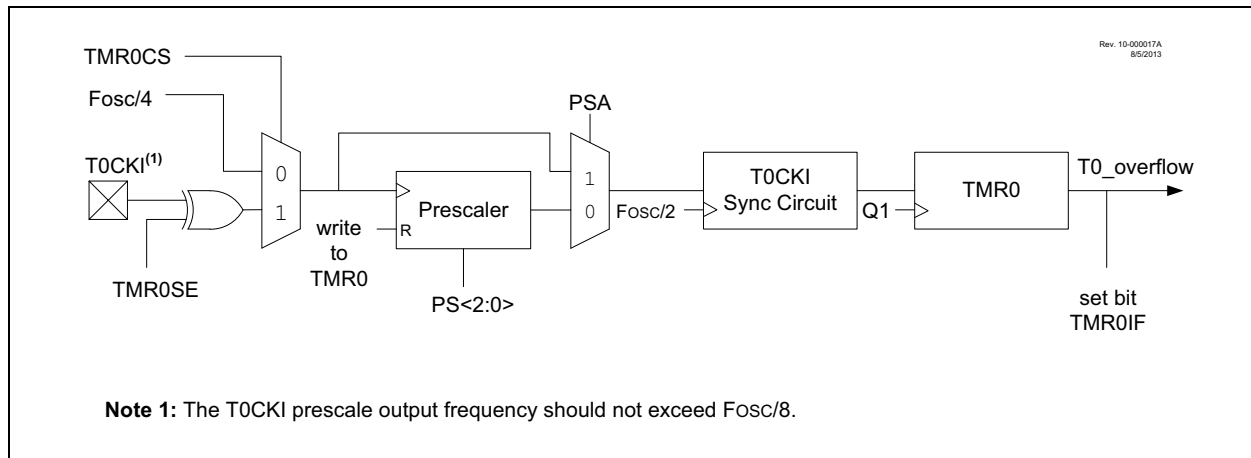 Rev. 10-000017A
8/5/2013
TMR0CS
Fosc/4
PSA
T0CKI(1)
0
1
TMR0SE
write
to
TMR0
Prescaler
R
PS<2:0>
1
0
FOSC/2
T0CKI
Sync Circuit
Q1
TMR0
T0_overflow
set bit
TMR0IF
Note 1: The T0CKI prescale output frequency should not exceed FOSC/8.